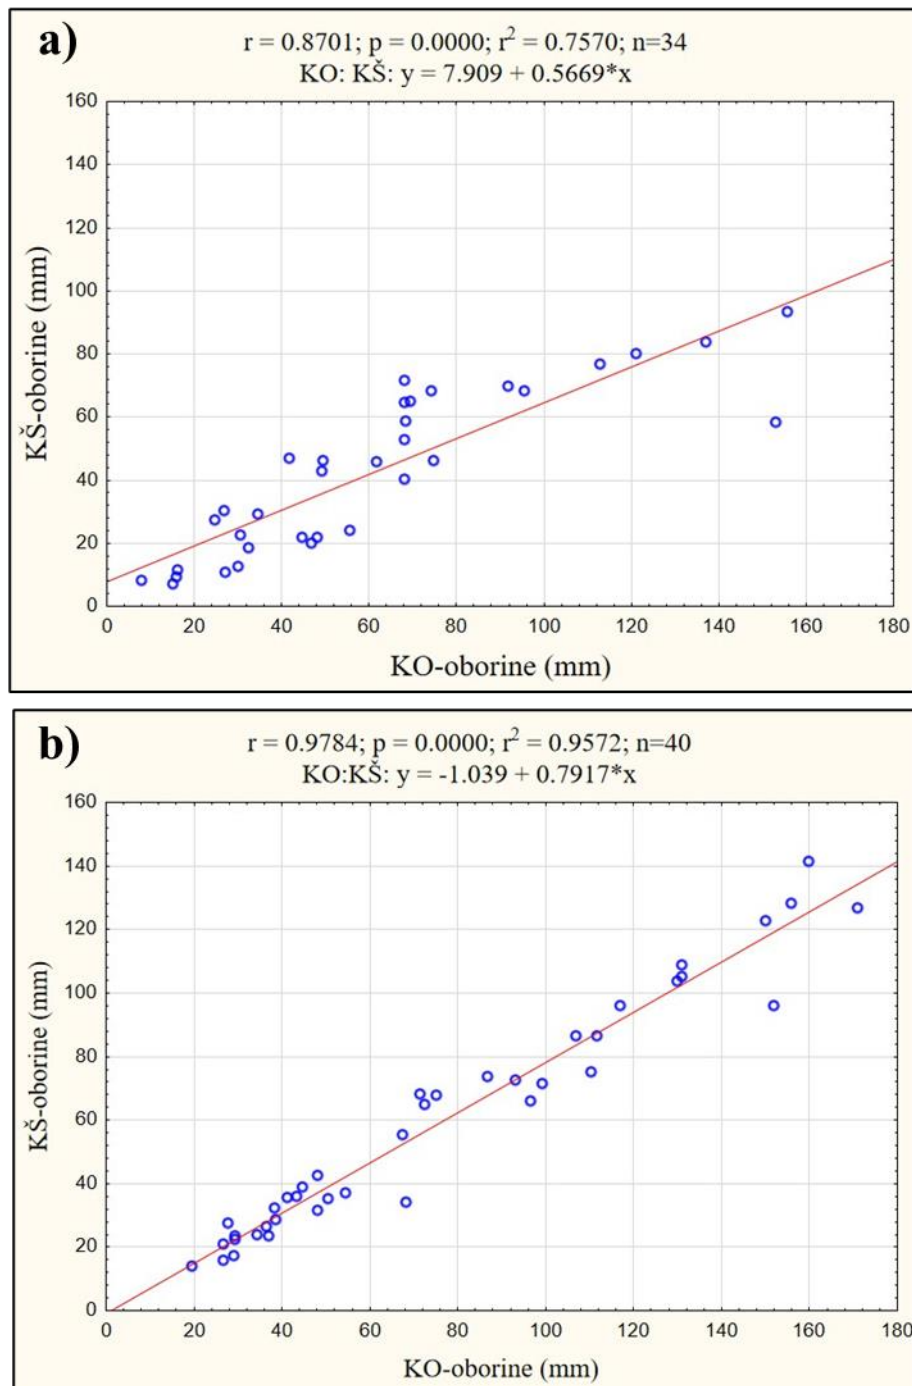 a)
r = 0.8701; p = 0.0000; r² = 0.7570; n=34
KO: KŠ: y = 7.909 + 0.5669*x
160
140
120
100
80
60
40
20
0
KŠ-oborine (mm)
0 20 40 60 80 100 120 140 160 180
KO-oborine (mm)
b)
r = 0.9784; p = 0.0000; r² = 0.9572; n=40
KO:KŠ: y = -1.039 + 0.7917*x
160
140
120
100
80
60
40
20
0
KŠ-oborine (mm)
0 20 40 60 80 100 120 140 160 180
KO-oborine (mm)